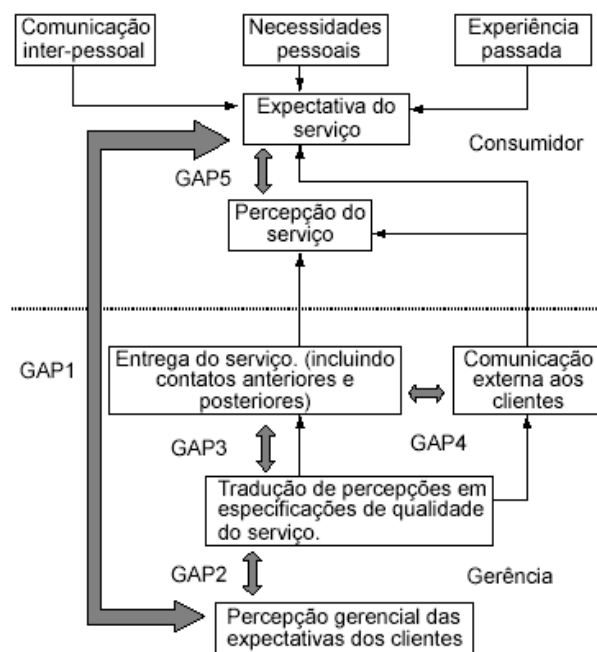 Comunicação
inter-pessoal
Necessidades
pessoais
Experiência
passada
Expectativa do
serviço
Consumidor
GAP5
Percepção do
serviço
GAP1
Entrega do serviço. (incluindo
contatos anteriores e
posteriores)
Comunicação
externa aos
clientes
GAP3
GAP4
Tradução de percepções em
especificações de qualidade
do serviço.
GAP2
Gerência
Percepção gerencial das
expectativas dos clientes